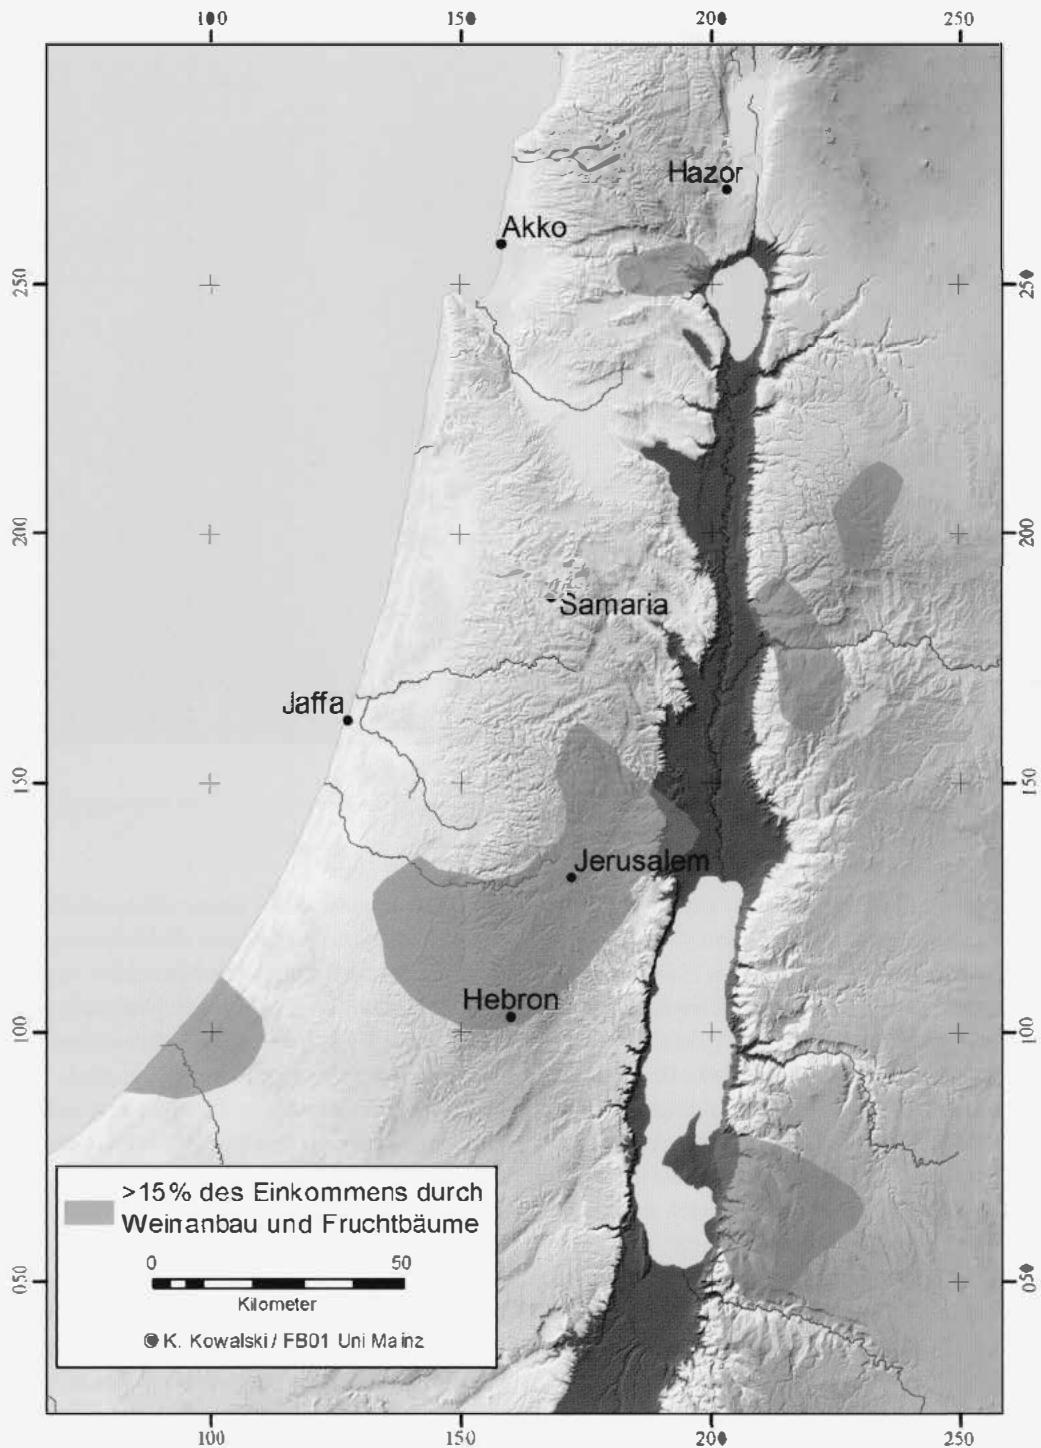 100 150 200 250
Hazor
Akko
250 250
200 200
Samaria
Jaffa
150 150
Jerusalem
Hebron
100 100
>15% des Einkommens durch
Weinanbau und Fruchtbäume
0 50
Kilometer
K. Kowalski / FB01 Uni Mainz
050 050
100 150 200 250